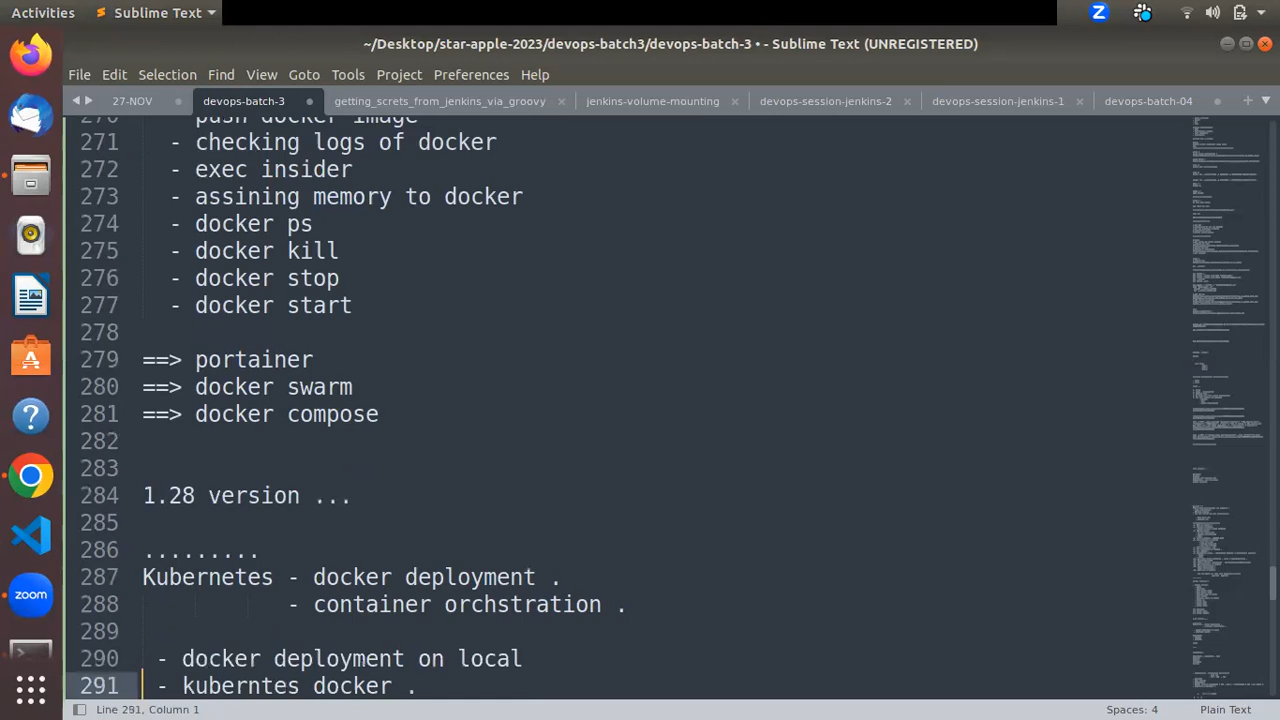 Activities
Sublime Text
~/Desktop/star-apple-2023/devops-batch3/devops-batch-3 • - Sublime Text (UNREGISTERED)
File Edit Selection Find View Goto Tools Project Preferences Help
27-NOV devops-batch-3 getting_screts_from_jenkins_via_groovy jenkins-volume-mounting devops-session-jenkins-2 devops-session-jenkins-1 devops-batch-04
270 - push docker image
271 - checking logs of docker
272 - exec insider
273 - assining memory to docker
274 - docker ps
275 - docker kill
276 - docker stop
277 - docker start
278
279 ==> portainer
280 ==> docker swarm
281 ==> docker compose
282
283
284 1.28 version ...
285
286 .........
287 Kubernetes - docker deployment .
288 - container orchstration .
289
290 - docker deployment on local
291 - kuberntes docker
zoom
Line 291, Column 1
Spaces: 4
Plain Text